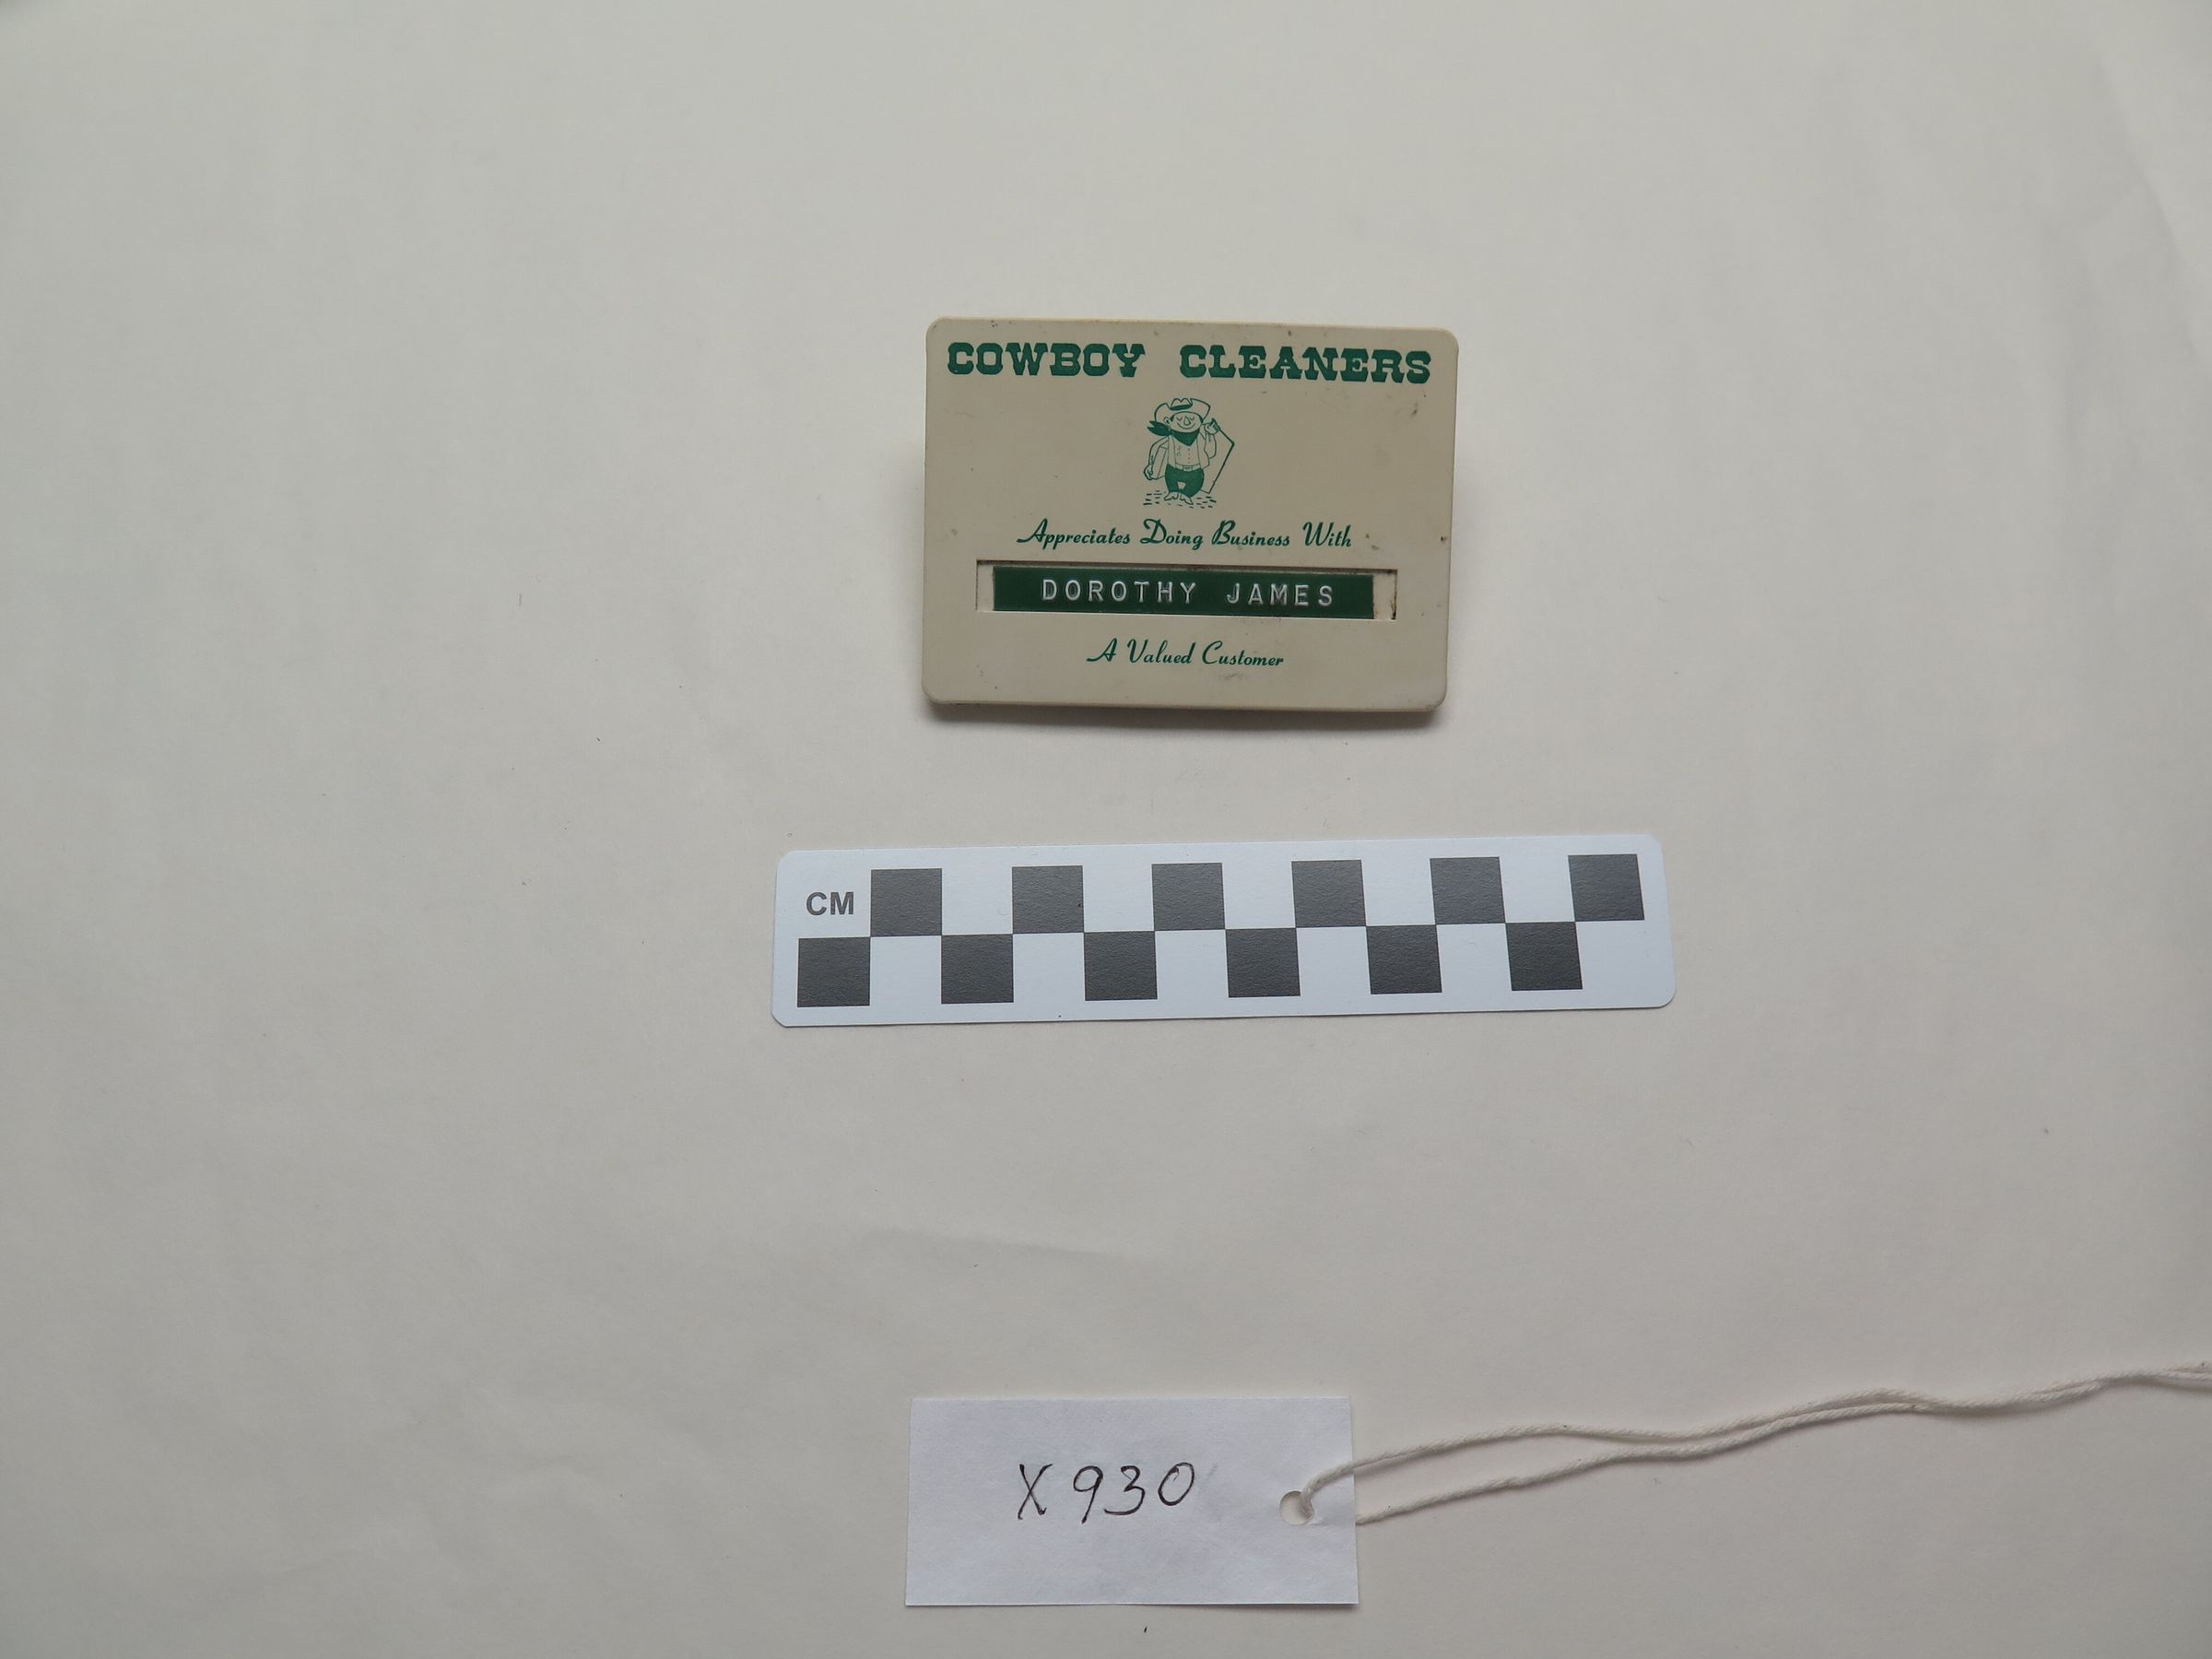 COWBOY CLEANERS
Appreciates Doing Business With
DOROTHY JAMES
A Valued Customer
CM
X930